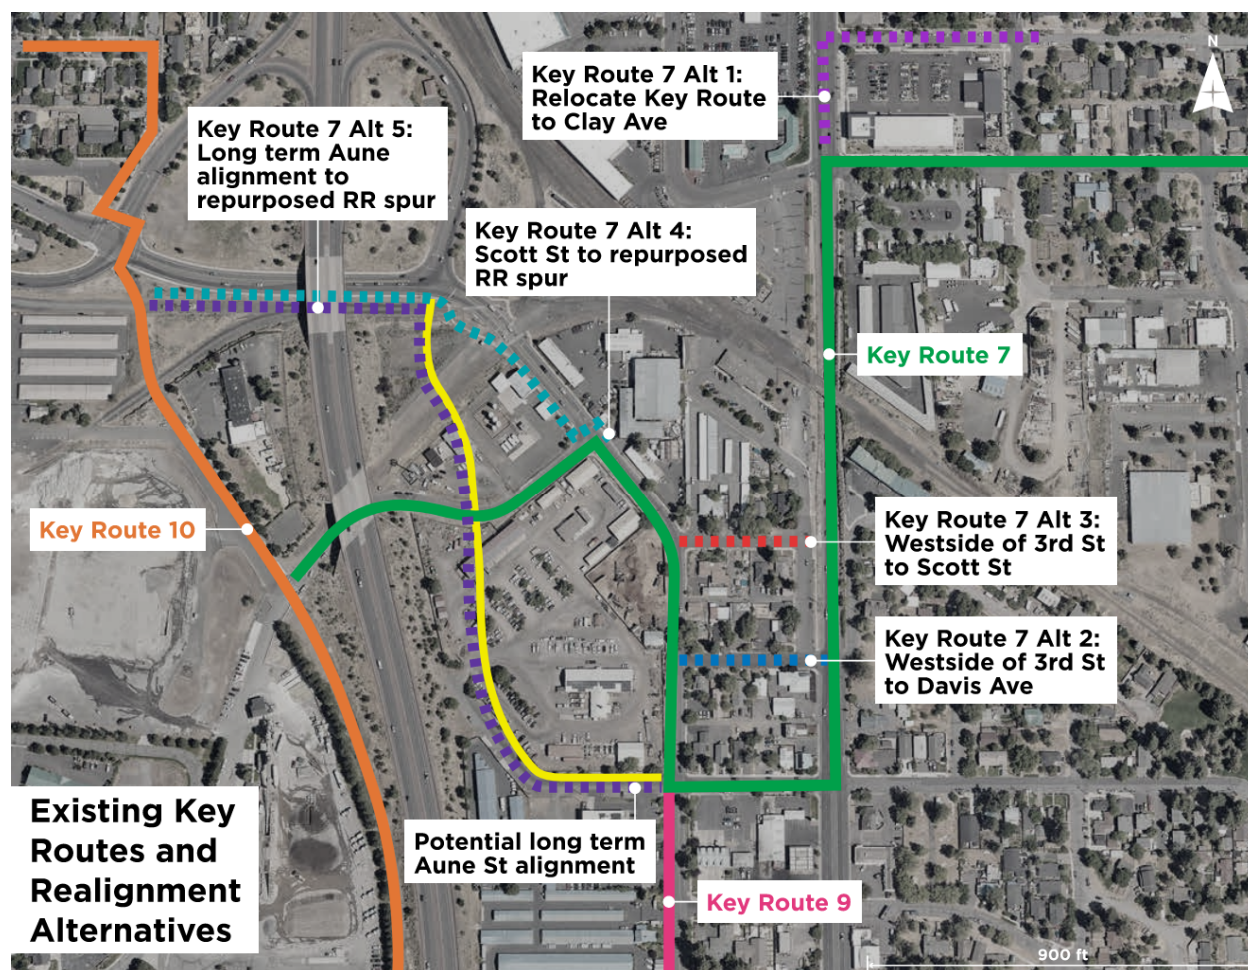 N
Key Route 7 Alt 1:
Relocate Key Route
to Clay Ave
Key Route 7 Alt 5:
Long term Aune
alignment to
repurposed RR spur
Key Route 7 Alt 4:
Scott St to repurposed
RR spur
Key Route 7
Key Route 10
Key Route 7 Alt 3:
Westside of 3rd St
to Scott St
Key Route 7 Alt 2:
Westside of 3rd St
to Davis Ave
Existing Key
Routes and
Realignment
Alternatives
Potential long term
Aune St alignment
Key Route 9
900 ft